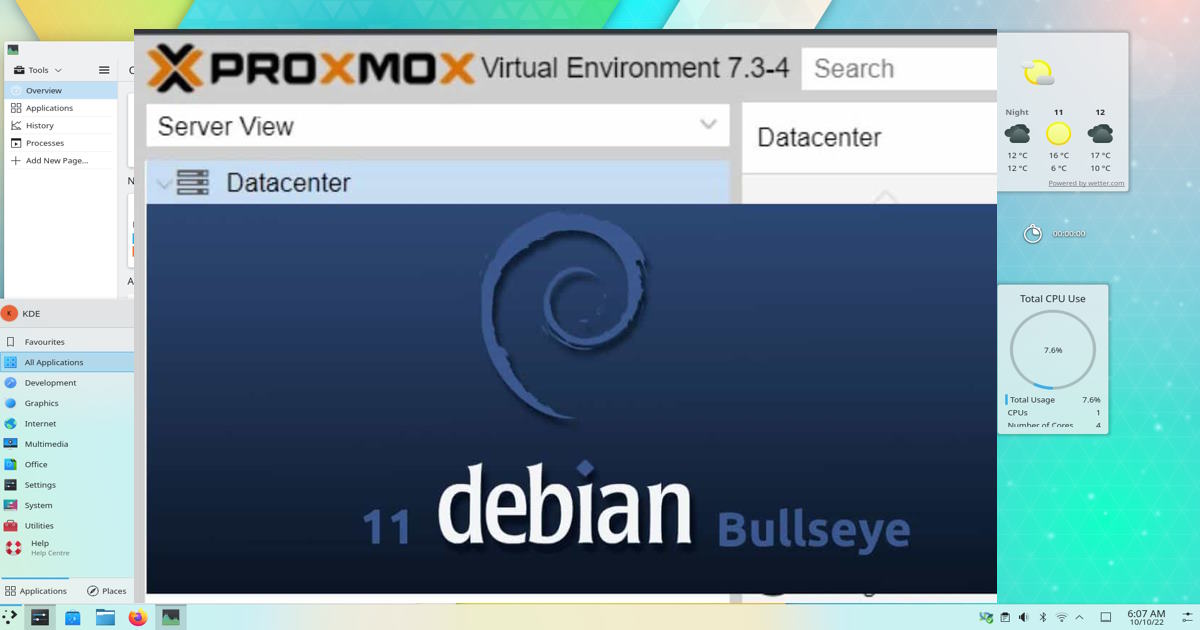 PROXMOX Virtual Environment 7.3-4
Search
Server View
Datacenter
Datacenter
11 debian Bullseye
Tools
Overview
Applications
History
Processes
Add New Page...
K KDE
Favourites
All Applications
Development
Graphics
Internet
Multimedia
Office
Settings
System
Utilities
Help
Help Centre
Applications Places
Night 11 12
12 °C 16 °C 17 °C
12 °C 6 °C 10 °C
Powered by wetter.com
00:00:00
Total CPU Use
7.6%
Total Usage 7.6%
CPUs 1
Number of Cores 4
6:07 AM
10/10/22